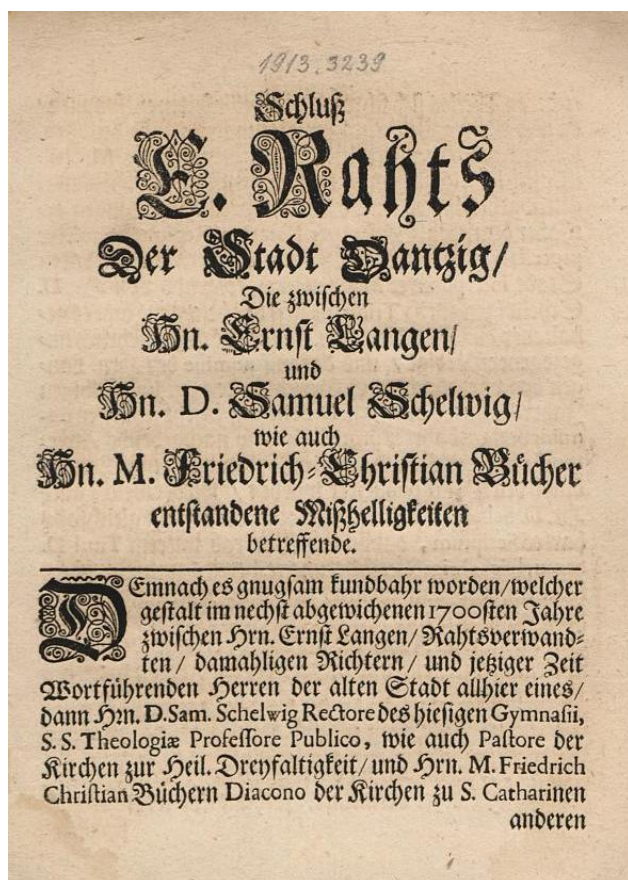 1913.3239
Schluß
E. Rahts
Der Stadt Dantzig/
Die zwischen
Hn. Ernst Langen/
und
Hn. D. Samuel Schelwig/
wie auch
Hn. M. Friedrich-Christian Bücher
entstandene Mißhelligkeiten
betreffende.
DEmnach es gnugsam kundbahr worden/welcher
gestalt im nechst abgewichenen 1700sten Jahre
zwischen Hrn. Ernst Langen/ Rahtsverwand-
ten/ damahligen Richtern/ und jetziger Zeit
Wortführenden Herren der alten Stadt allhier eines/
dann Hrn. D. Sam. Schelwig Rectore des hiesigen Gymnasii,
S. S. Theologiæ Professore Publico, wie auch Pastore der
Kirchen zur Heil. Dreyfaltigkeit/ und Hrn. M. Friedrich
Christian Büchern Diacono der Kirchen zu S. Catharinen
anderen